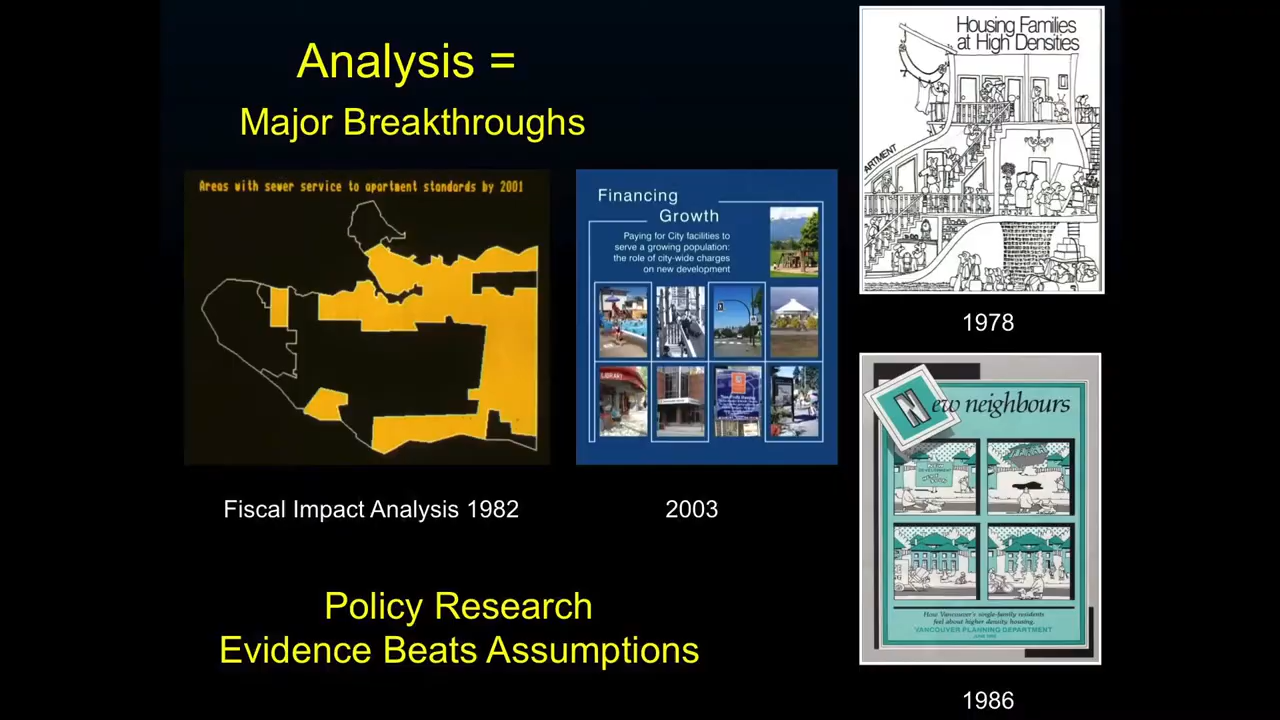 Analysis =
Major Breakthroughs
Areas with sewer service to apartment standards by 2001
Fiscal Impact Analysis 1982
Financing
Growth
Paying for City facilities to
serve a growing population:
the role of city-wide charges
on new development
LIBRARY
2003
Housing Families
at High Densities
ARTMENT
1978
New neighbours
How Vancouver's single-family residents
feel about higher density housing.
VANCOUVER PLANNING DEPARTMENT
1986
Policy Research
Evidence Beats Assumptions